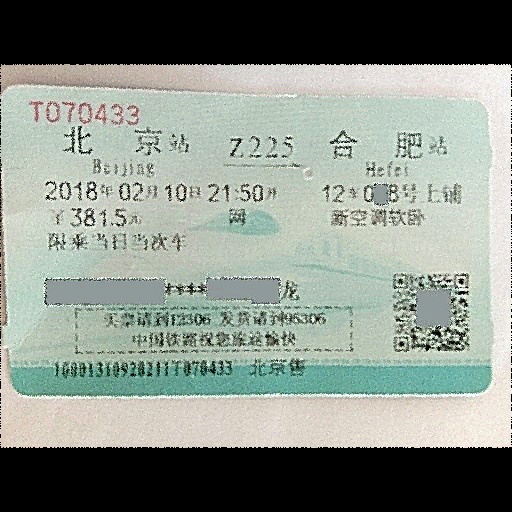 T070433
北京站 Z225 合肥站
Beijing Hefei
2018年02月10日21:50开 12车0 8号上铺
￥381.5元 网 新空调软卧
限乘当日当次车
****龙
买票请到12306 发货请到95306
中国铁路祝您旅途愉快
T070433 北京售